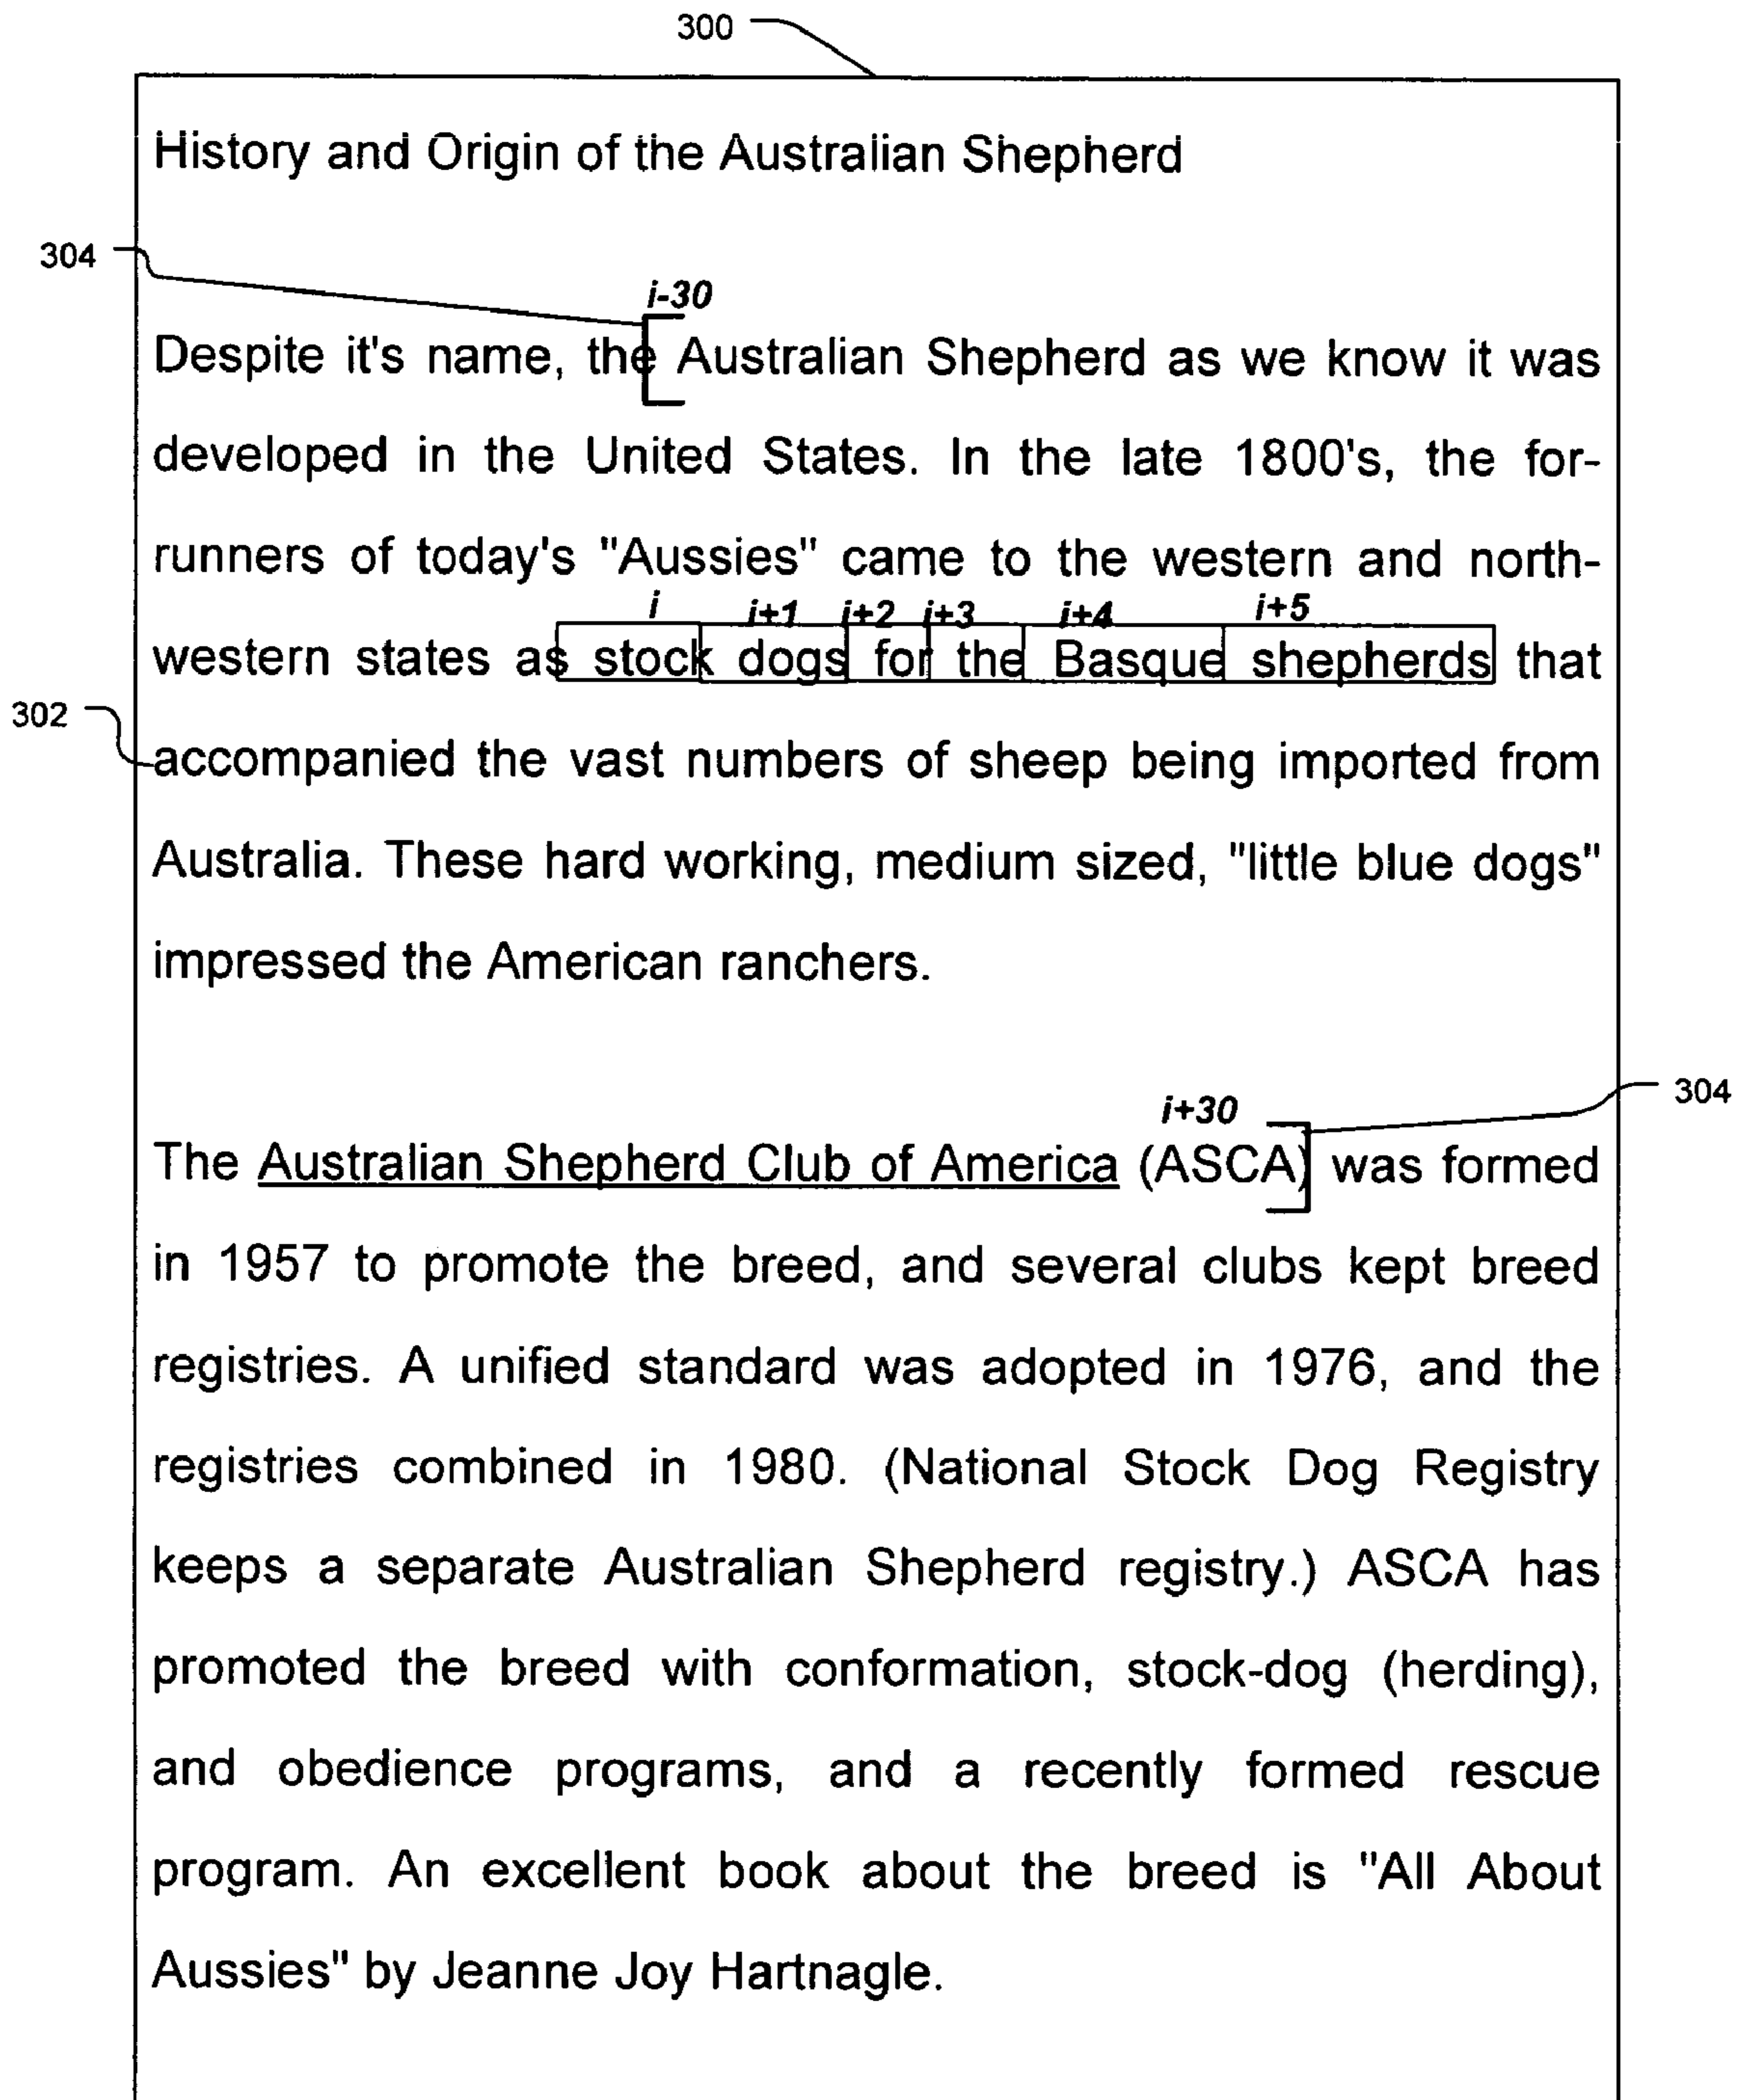 300
History and Origin of the Australian Shepherd
304
i-30
Despite it's name, the Australian Shepherd as we know it was
developed in the United States. In the late 1800's, the for-
runners of today's "Aussies" came to the western and north-
i i+1 i+2 i+3 i+4 i+5
western states as stock dogs for the Basque shepherds that
302
accompanied the vast numbers of sheep being imported from
Australia. These hard working, medium sized, "little blue dogs"
impressed the American ranchers.
i+30
304
The Australian Shepherd Club of America (ASCA) was formed
in 1957 to promote the breed, and several clubs kept breed
registries. A unified standard was adopted in 1976, and the
registries combined in 1980. (National Stock Dog Registry
keeps a separate Australian Shepherd registry.) ASCA has
promoted the breed with conformation, stock-dog (herding),
and obedience programs, and a recently formed rescue
program. An excellent book about the breed is "All About
Aussies" by Jeanne Joy Hartnagle.